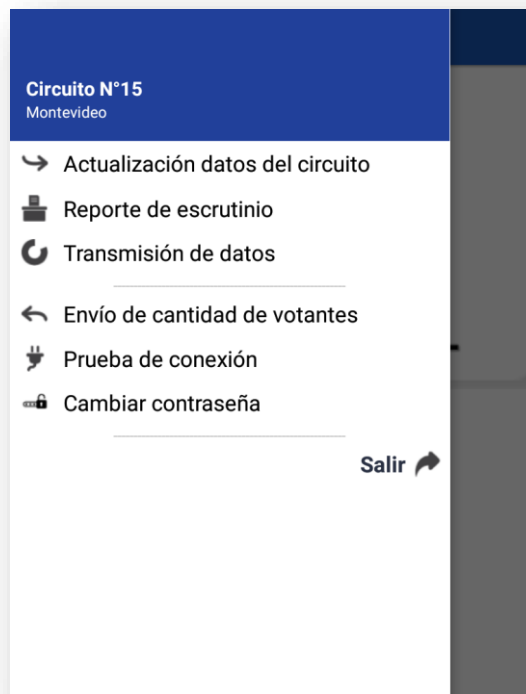 Circuito N°15
Montevideo
Actualización datos del circuito
Reporte de escrutinio
Transmisión de datos
Envío de cantidad de votantes
Prueba de conexión
Cambiar contraseña
Salir